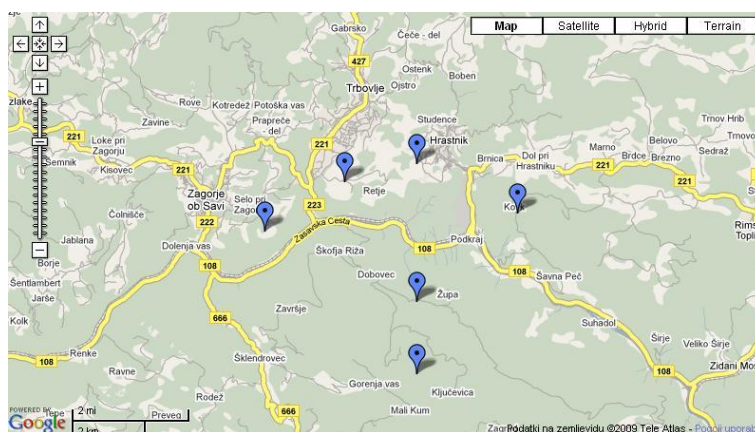 Map
Satellite
Hybrid
Terrain
Gabrsko
Čeče - del
427
Ostenk
Boben
Ojstro
Trbovlje
Kotredež
Potoška vas
Rove
Zavine
Prapreče
- del
221
Studence
Hrastnik
Trnov Hrib
Belovo
Sedraž
Marno
Brdce
Brezno
Loke pri
Zagorju
221
Semnik
Kisovec
221
221
Brnica
Dol pri
Hrastniku
221
221
Retje
Zagorje
ob Savi
Selo pri
223
222
Čolnišče
Zasavska Cesta
Jablana
Dolenja vas
Škofja Riža
108
Podkraj
Borje
108
Dobovec
108
Šavna Peč
Šentlambert
Jarše
Župa
Kolk
Završje
666
Suhadol
Širje
Veliko Širje
Renke
108
Šklendrovec
Zidani Mos
108
Ravne
Gorenja vas
Ključevica
Rodež
Mali Kum
666
POWERED BY
Google
2 mi
2 km
Preveg
Podatki na zemljevidu ©2009 Tele Atlas -